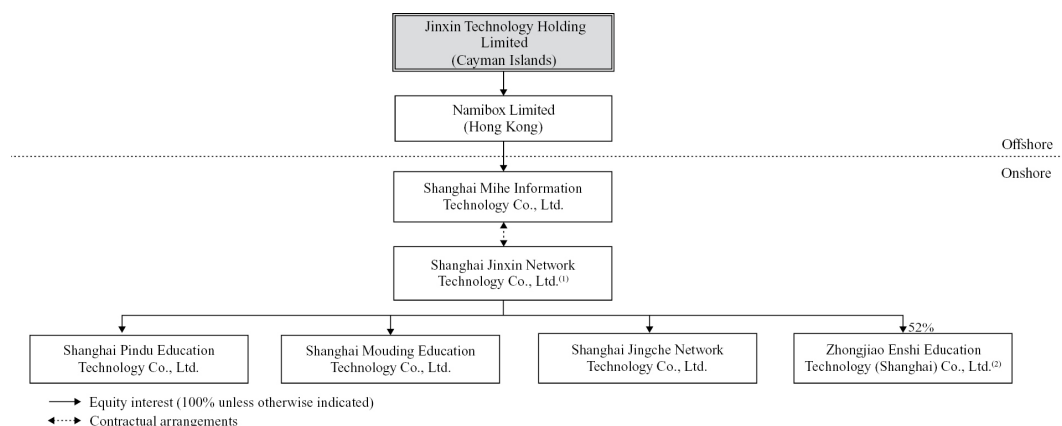 Jinxin Technology Holding
Limited
(Cayman Islands)
Namibox Limited
(Hong Kong)
Offshore
Onshore
Shanghai Mihe Information
Technology Co., Ltd.
Shanghai Jinxin Network
Technology Co., Ltd.(1)
52%
Shanghai Pindu Education
Technology Co., Ltd.
Shanghai Mouding Education
Technology Co., Ltd.
Shanghai Jingche Network
Technology Co., Ltd.
Zhongjiao Enshi Education
Technology (Shanghai) Co., Ltd.(2)
Equity interest (100% unless otherwise indicated)
Contractual arrangements